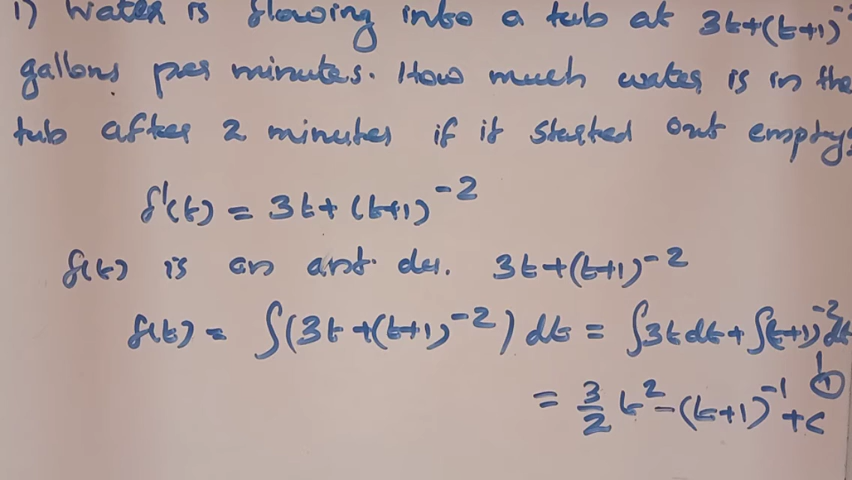 1) Water is flowing into a tub at 3t+(t+1)^-2
gallons per minutes. How much water is in the
tub after 2 minutes if it started out empty?
f'(t) = 3t+(t+1)^-2
f(t) is an ant. der. 3t+(t+1)^-2
f(t) = ∫(3t+(t+1)^-2) dt = ∫3t dt + ∫(t+1)^-2 dt
= 3/2 t^2 - (t+1)^-1 + c